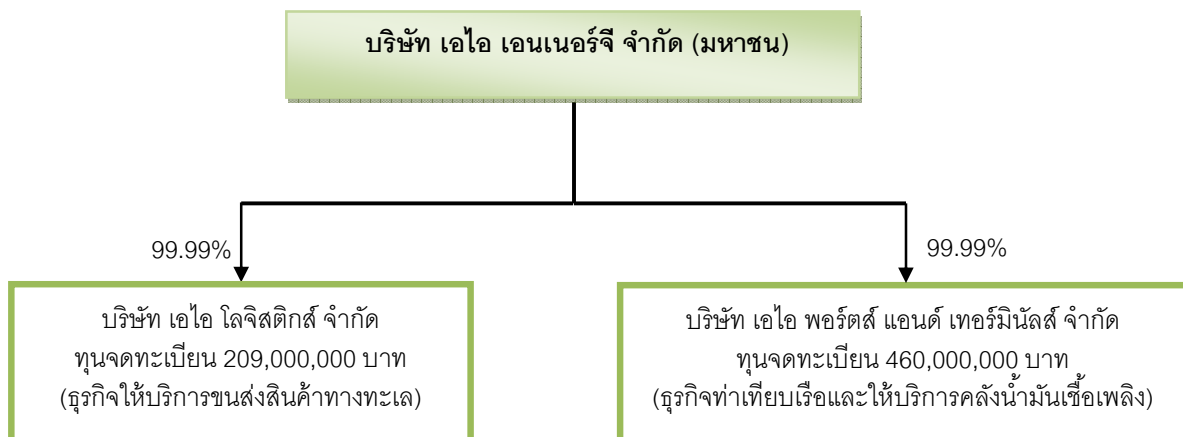 บริษัท เอไอ เอนเนอร์จี จำกัด (มหาชน)
99.99%
99.99%
บริษัท เอไอ โลจิสติกส์ จำกัด
ทุนจดทะเบียน 209,000,000 บาท
(ธุรกิจให้บริการขนส่งสินค้าทางทะเล)
บริษัท เอไอ พอร์ตส์ แอนด์ เทอร์มินัลส์ จำกัด
ทุนจดทะเบียน 460,000,000 บาท
(ธุรกิจท่าเทียบเรือและให้บริการคลังน้ำมันเชื้อเพลิง)